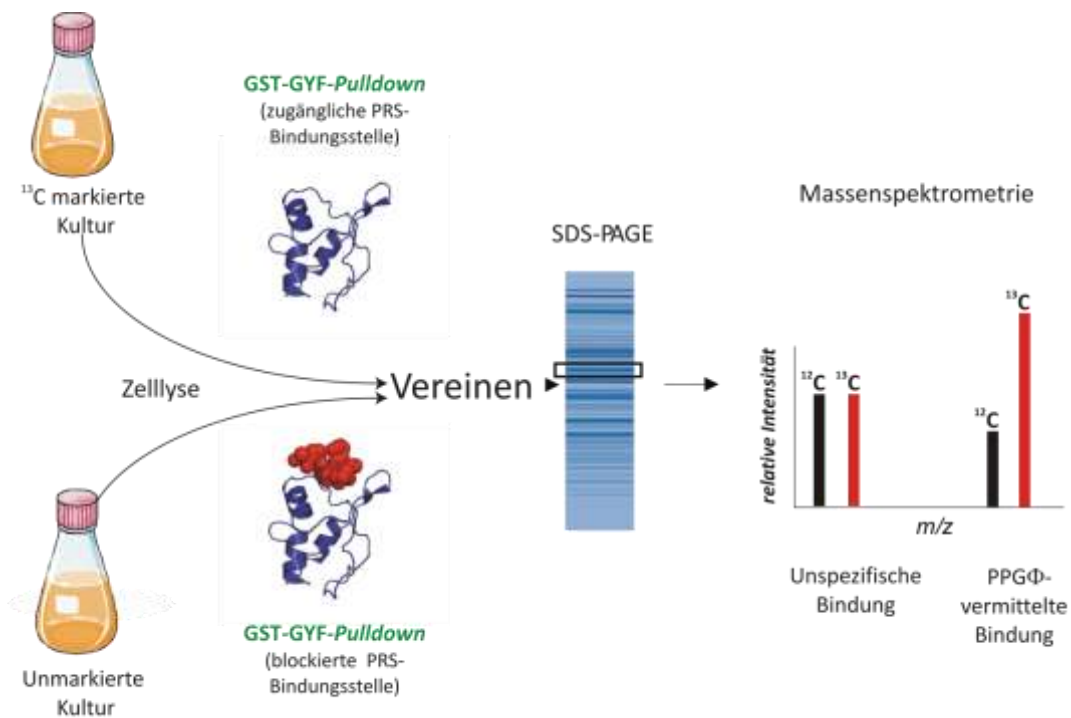 GST-GYF-Pulldown
(zugängliche PRS-
Bindungsstelle)
¹³C markierte
Kultur
Massenspektrometrie
SDS-PAGE
Zelllyse
Vereinen
relative Intensität
¹²C ¹³C
¹²C
¹³C
m/z
Unspezifische
Bindung
PPGΦ-
vermittelte
Bindung
GST-GYF-Pulldown
(blockierte PRS-
Bindungsstelle)
Unmarkierte
Kultur